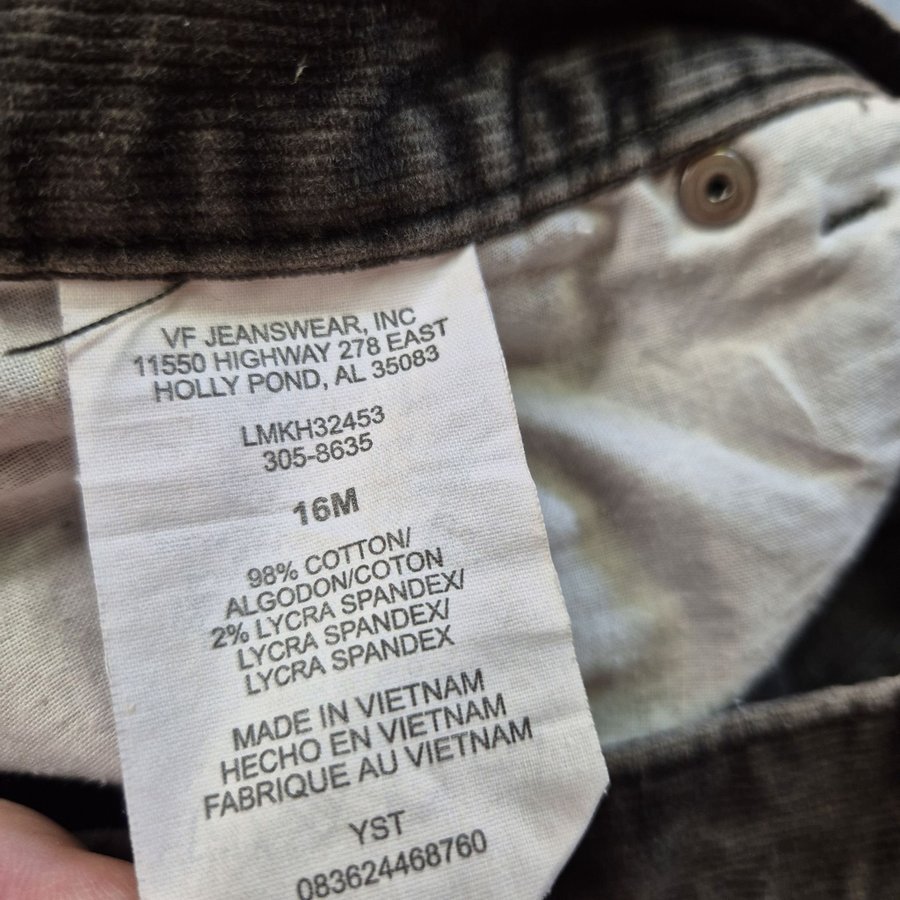 VF JEANSWEAR, INC
11550 HIGHWAY 278 EAST
HOLLY POND, AL 35083
LMKH32453
305-8635
16M
98% COTTON/
ALGODON/COTON
2% LYCRA SPANDEX/
LYCRA SPANDEX/
LYCRA SPANDEX
MADE IN VIETNAM
HECHO EN VIETNAM
FABRIQUE AU VIETNAM
YST
083624468760